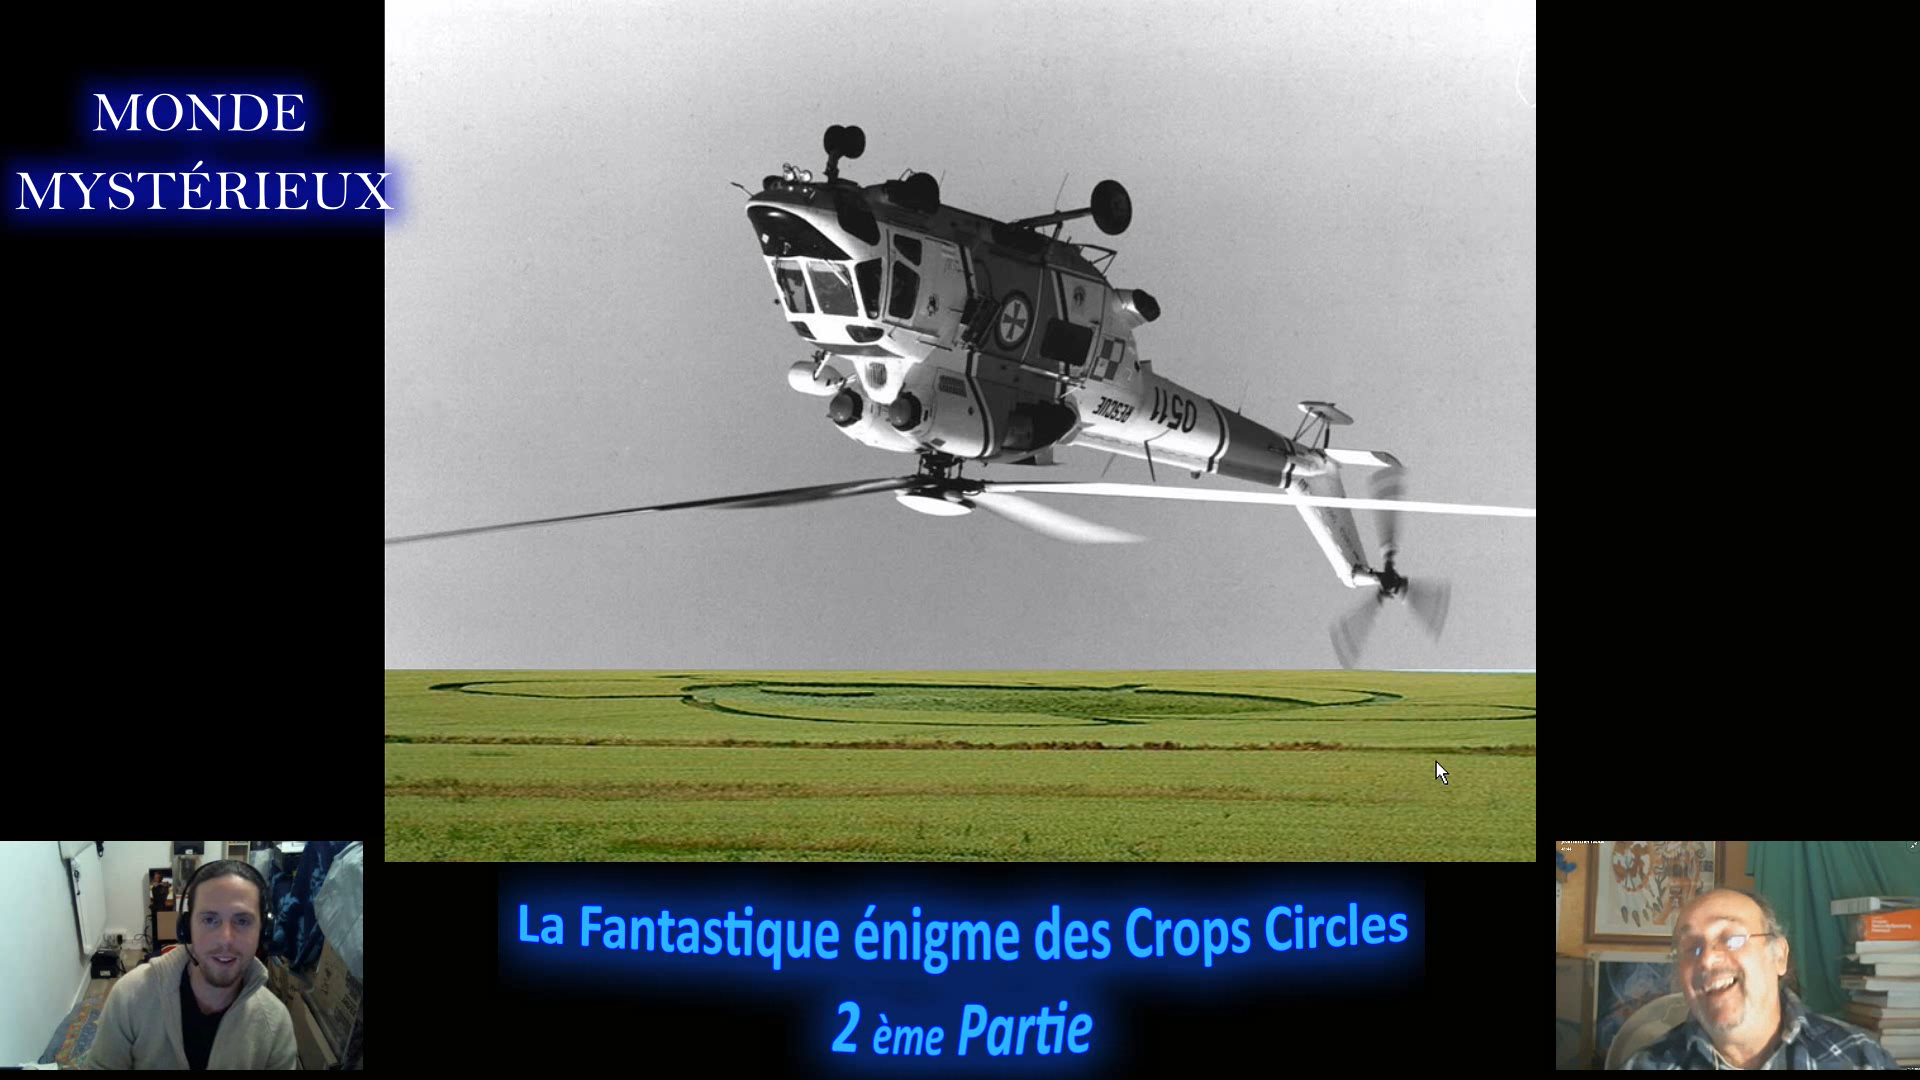 MONDE
MYSTÉRIEUX
RESCUE
0511
La Fantastique énigme des Crops Circles
2 ème Partie